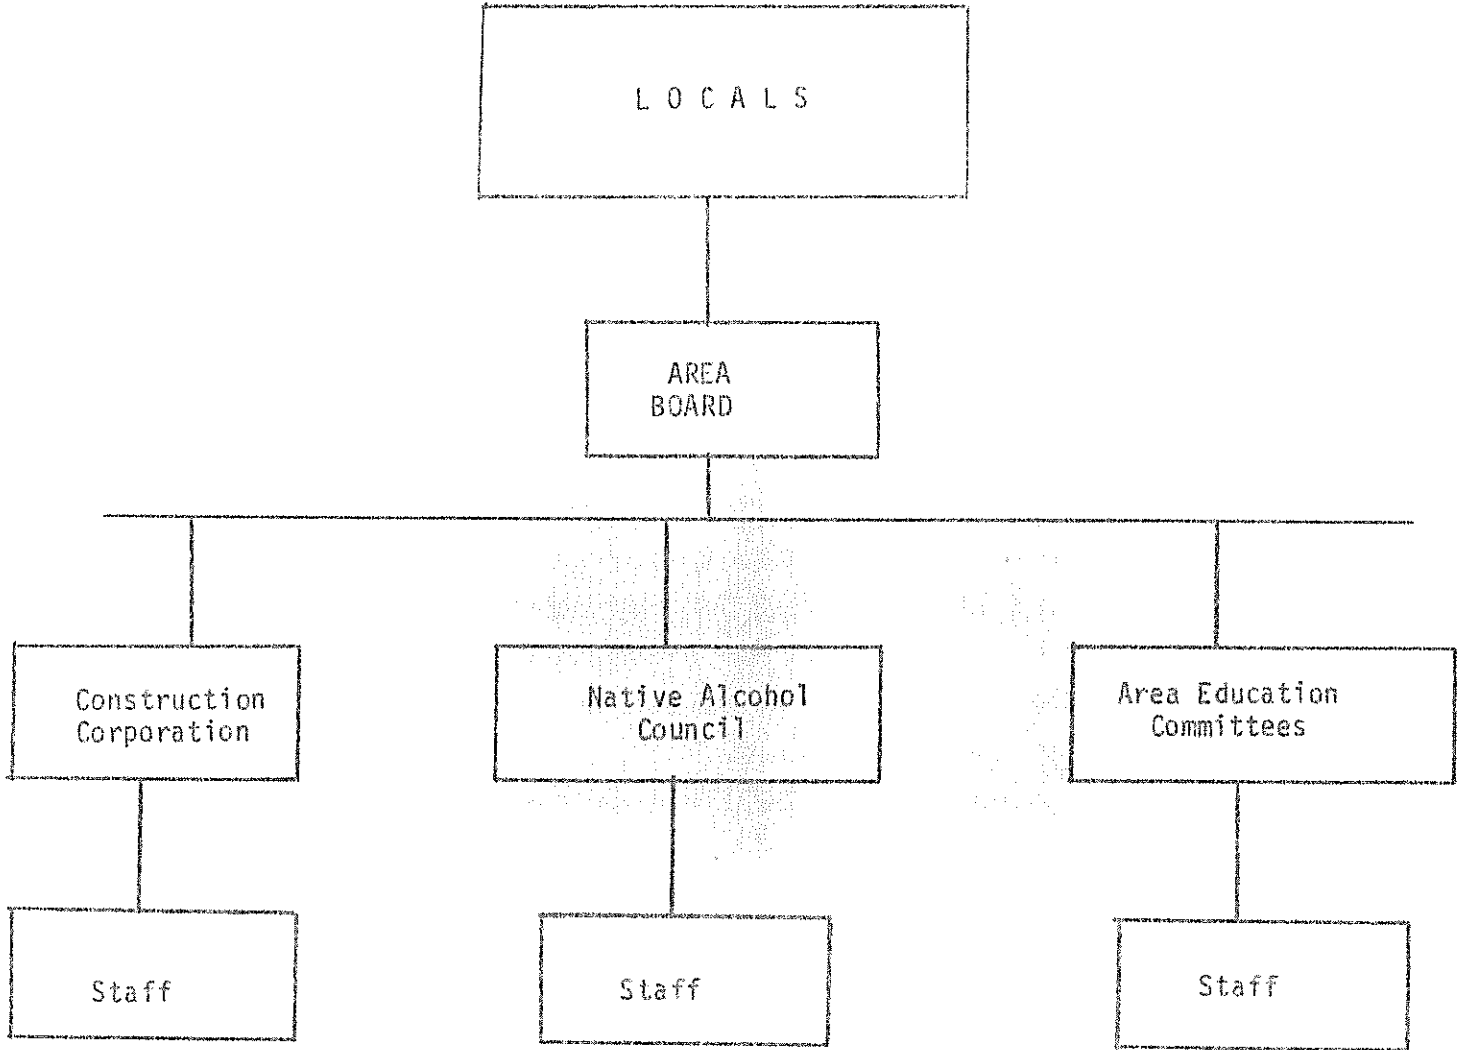 L O C A L S
AREA
BOARD
Construction
Corporation
Native Alcohol
Council
Area Education
Committees
Staff
Staff
Staff